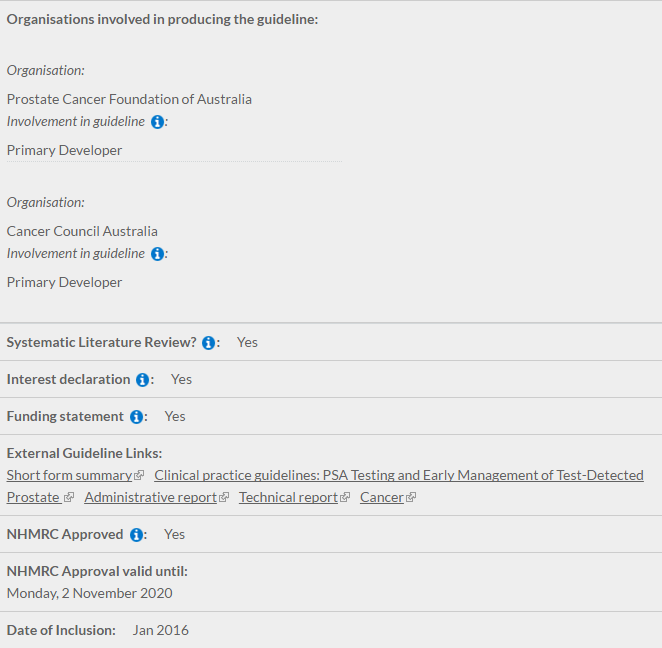 Organisations involved in producing the guideline:
Organisation:
Prostate Cancer Foundation of Australia
Involvement in guideline i:
Primary Developer
Organisation:
Cancer Council Australia
Involvement in guideline i:
Primary Developer
Systematic Literature Review? i: Yes
Interest declaration i: Yes
Funding statement i: Yes
External Guideline Links:
Short form summary Clinical practice guidelines: PSA Testing and Early Management of Test-Detected
Prostate Administrative report Technical report Cancer
NHMRC Approved i: Yes
NHMRC Approval valid until:
Monday, 2 November 2020
Date of Inclusion: Jan 2016